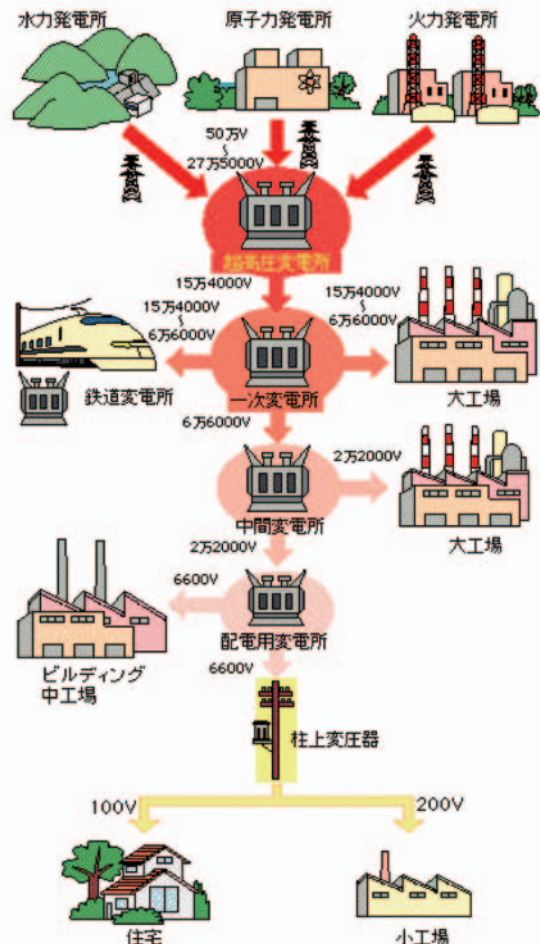 水力発電所
原子力発電所
火力発電所
50万V
～
27万5000V
超高圧変電所
15万4000V
15万4000V
～
6万6000V
15万4000V
～
6万6000V
鉄道変電所
一次変電所
大工場
6万6000V
2万2000V
中間変電所
大工場
2万2000V
6600V
配電用変電所
ビルディング
中工場
6600V
柱上変圧器
100V
200V
住宅
小工場